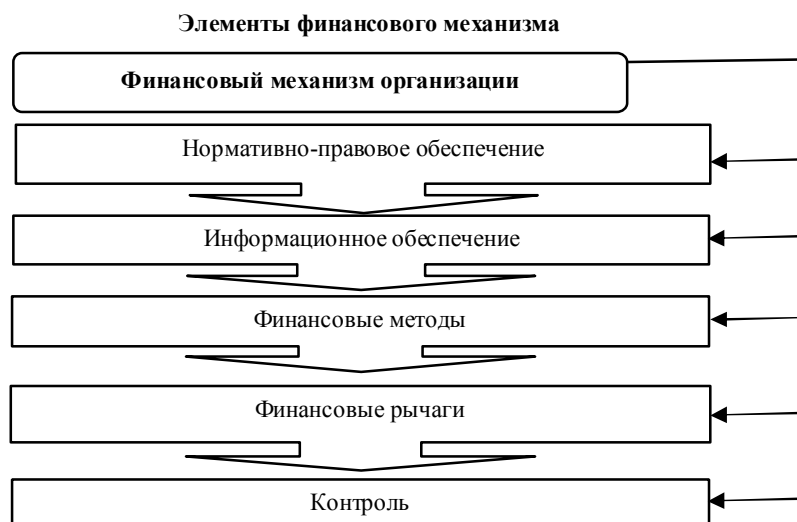 Элементы финансового механизма
Финансовый механизм организации
Нормативно-правовое обеспечение
Информационное обеспечение
Финансовые методы
Финансовые рычаги
Контроль